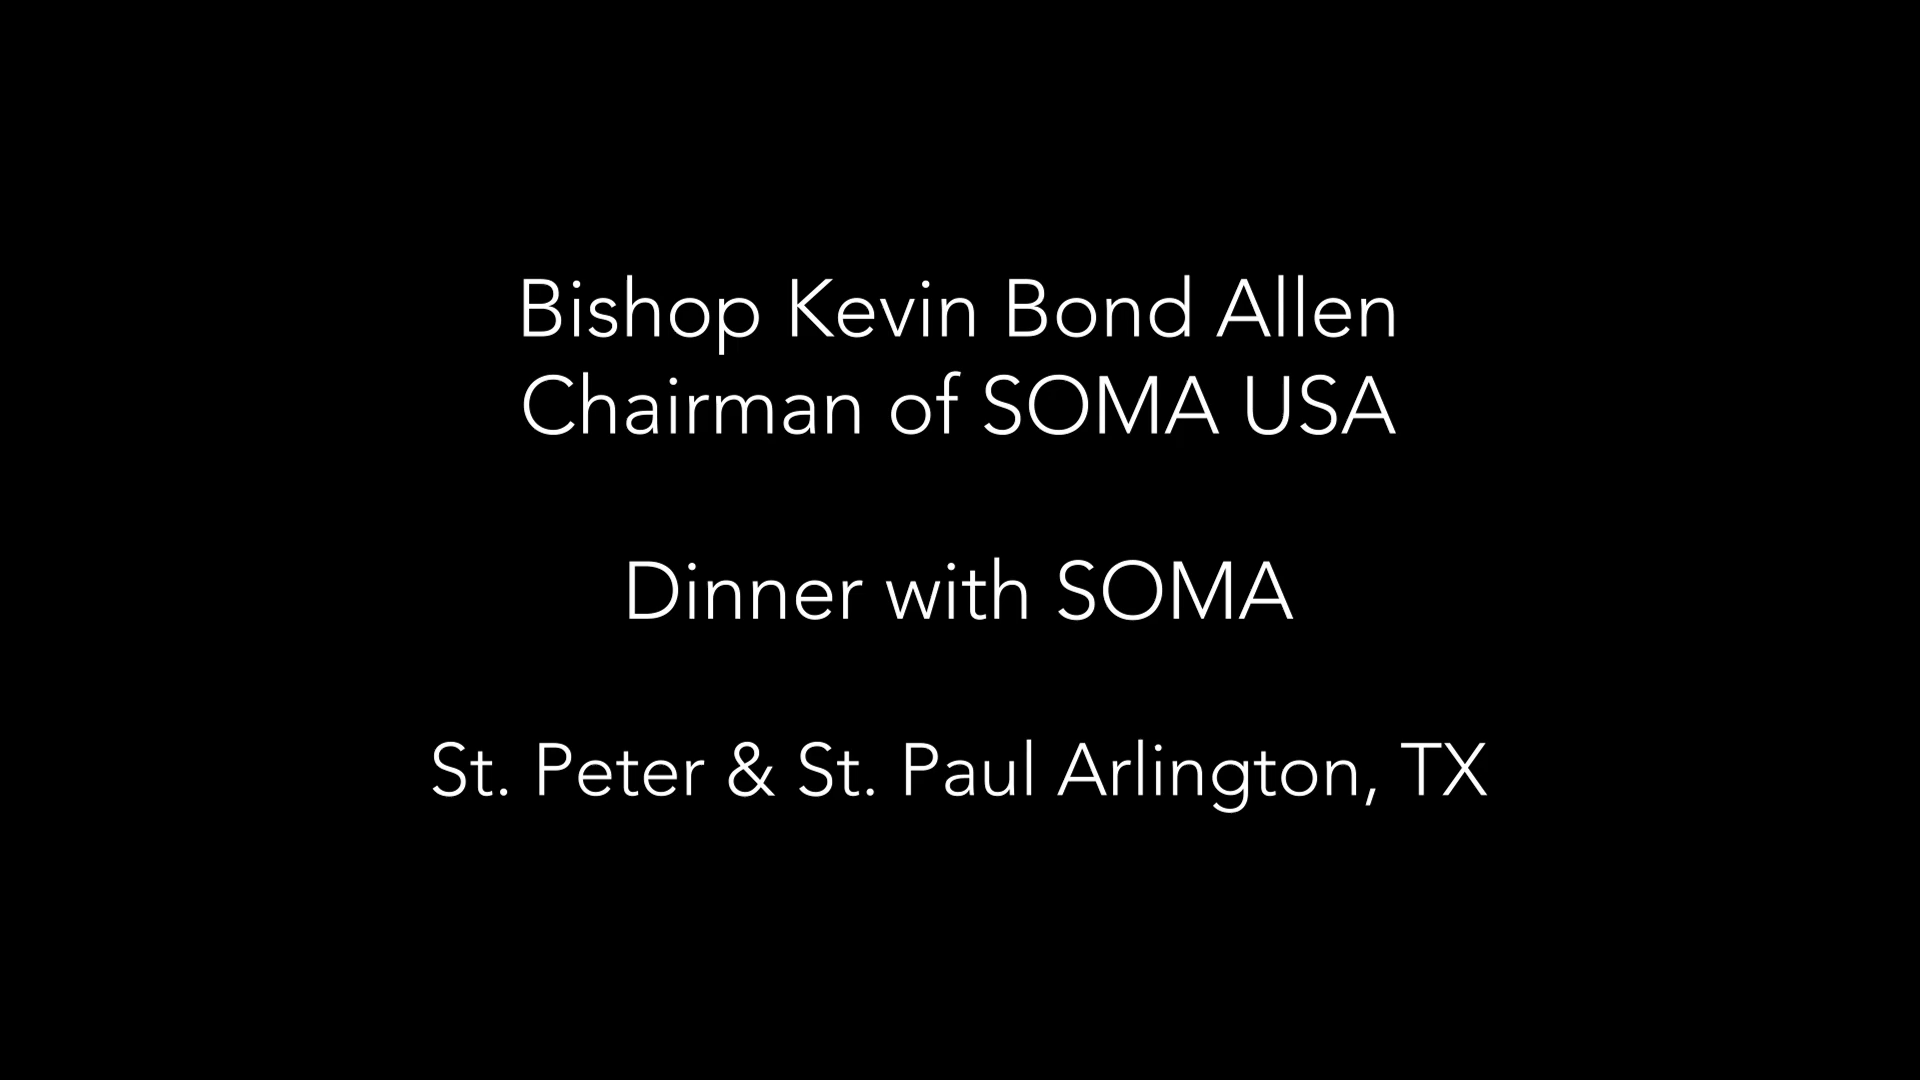 Bishop Kevin Bond Allen
Chairman of SOMA USA
Dinner with SOMA
St. Peter & St. Paul Arlington, TX